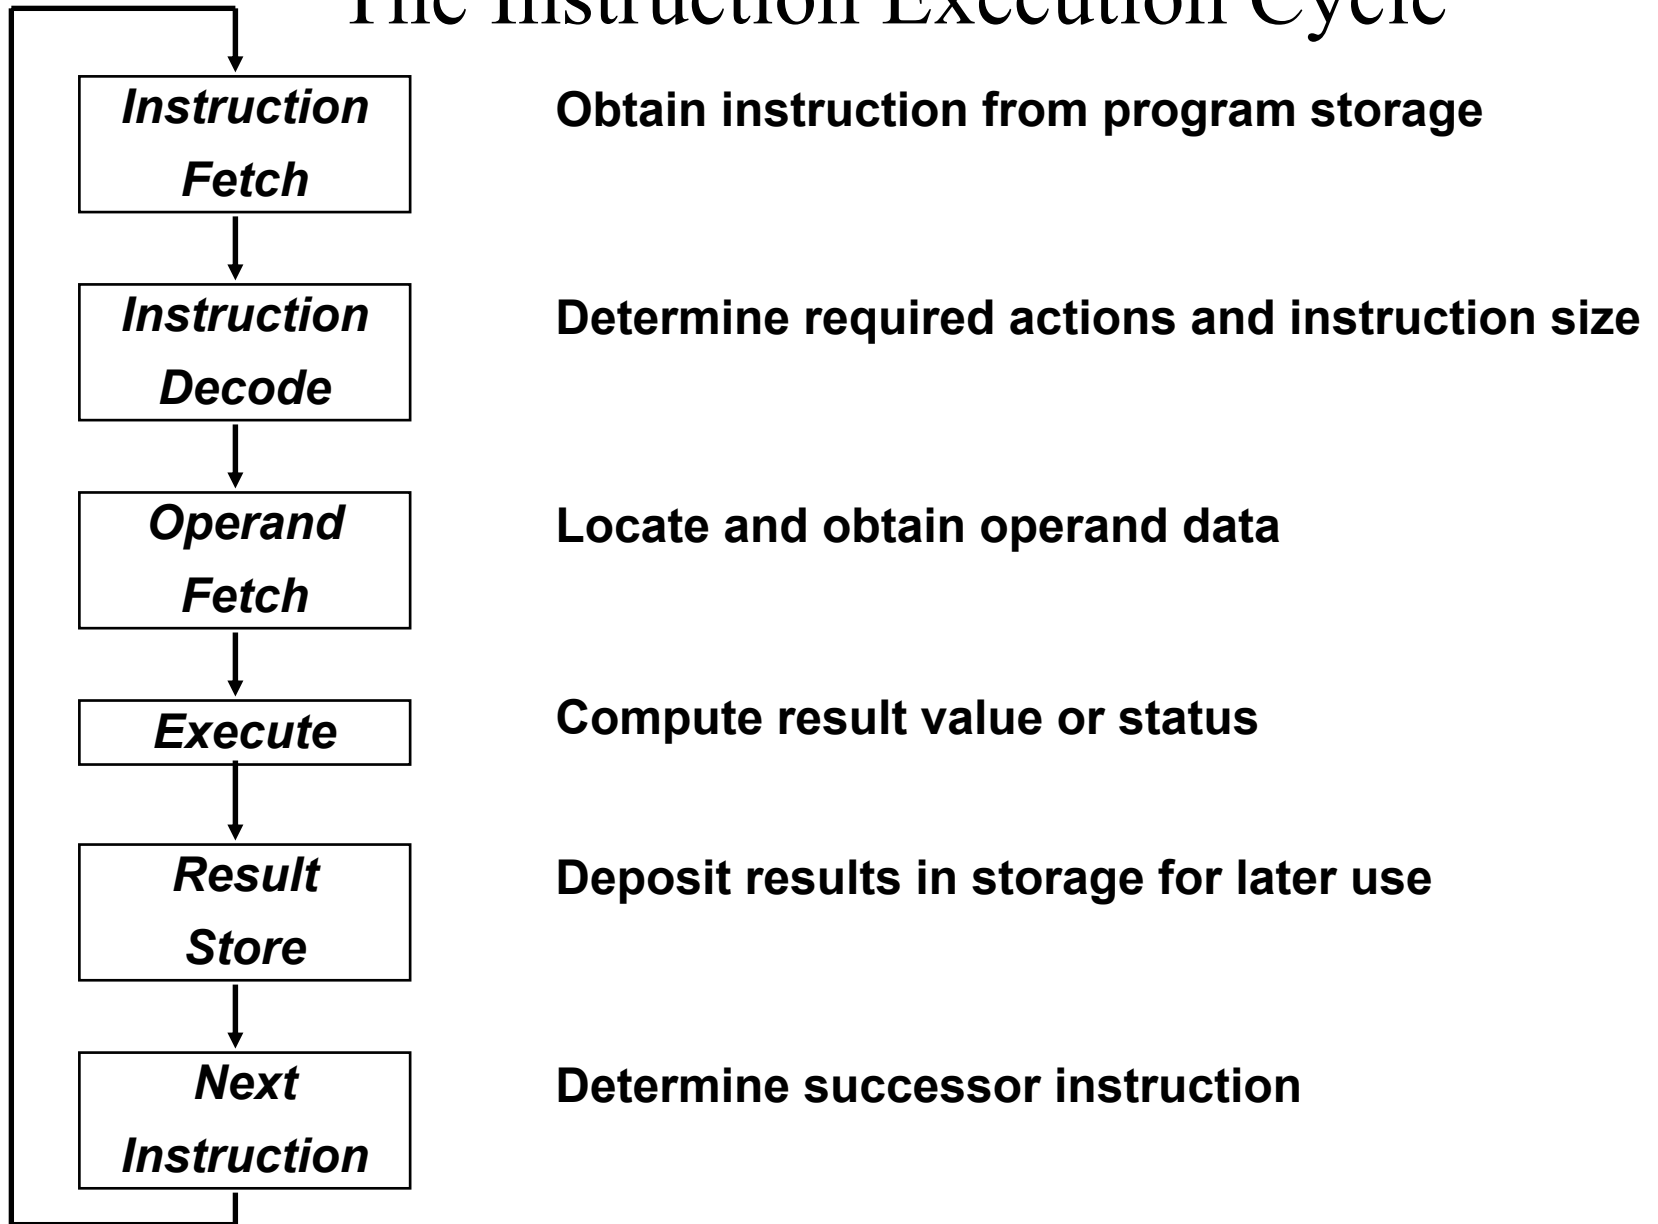 The Instruction Execution Cycle
Instruction
Fetch
Obtain instruction from program storage
Instruction
Decode
Determine required actions and instruction size
Operand
Fetch
Locate and obtain operand data
Execute
Compute result value or status
Result
Store
Deposit results in storage for later use
Next
Instruction
Determine successor instruction